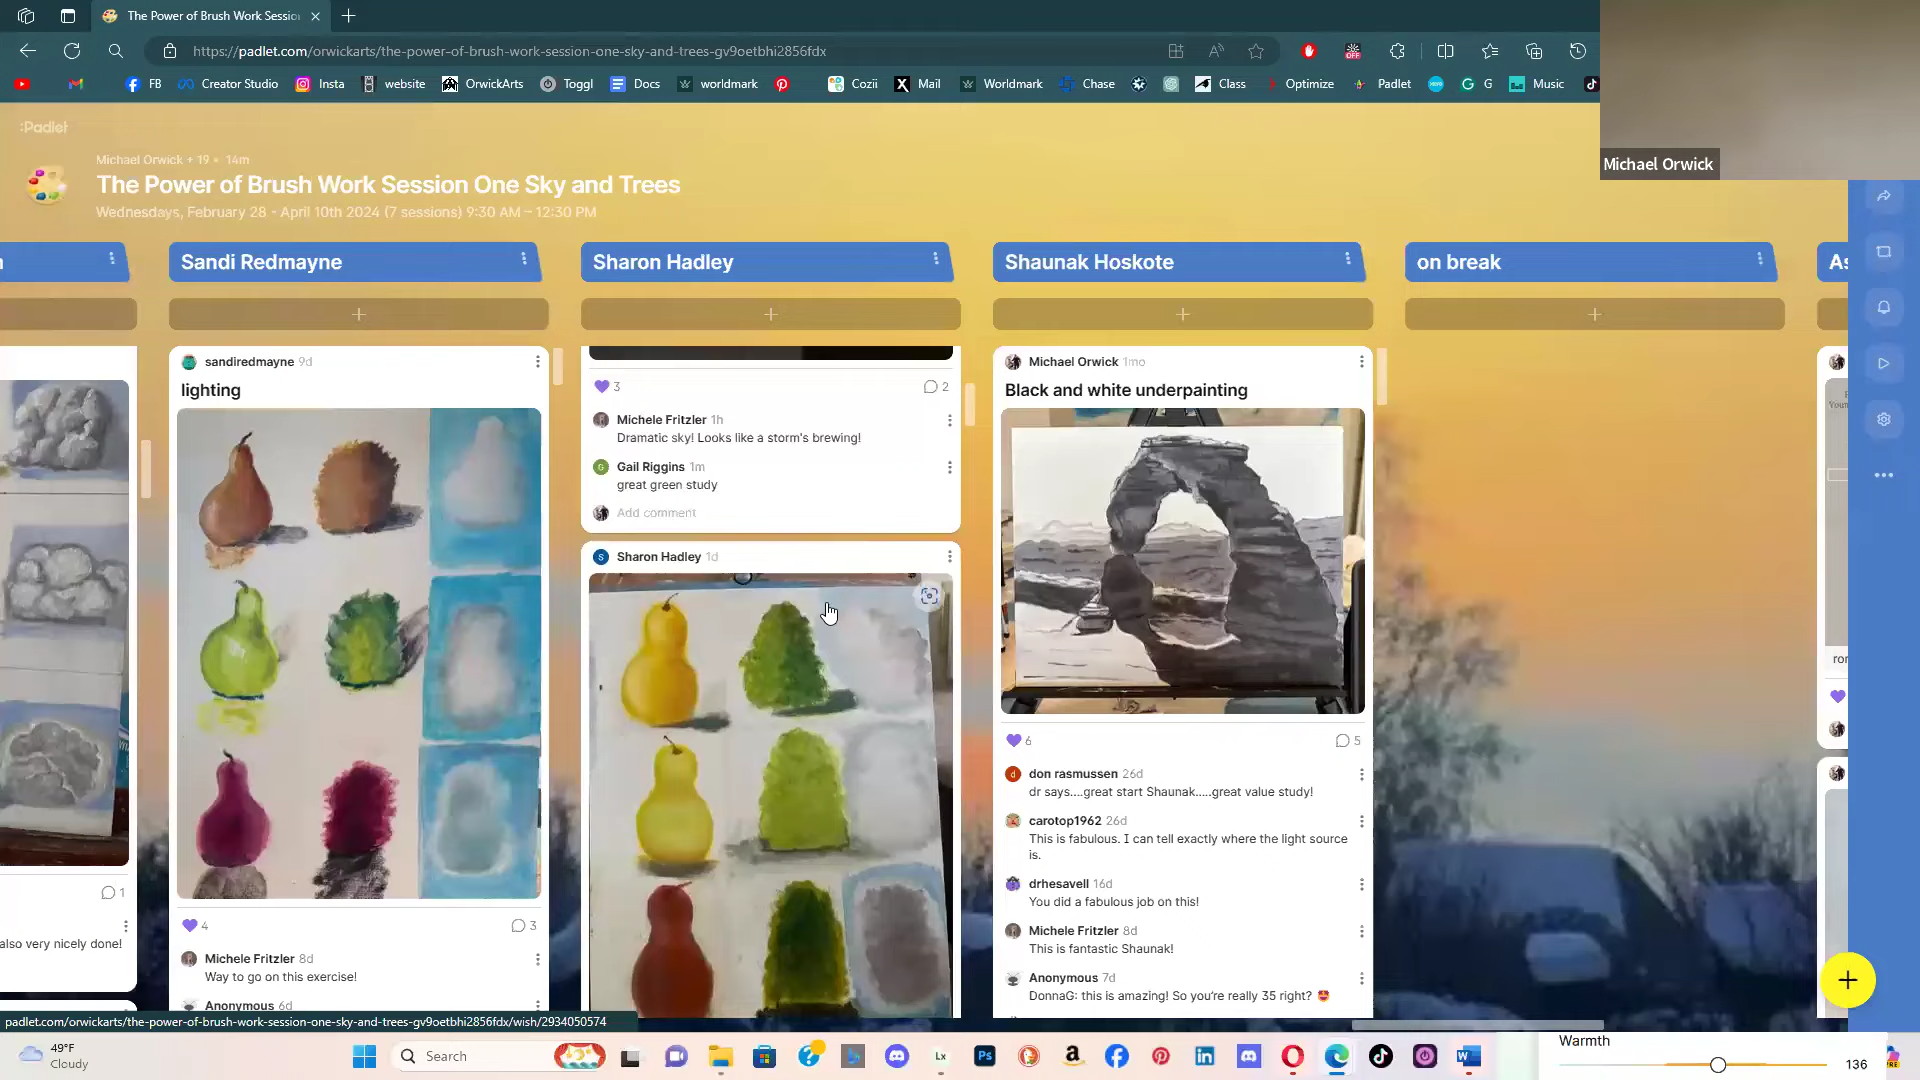 The Power of Brush Work Sessio
https://padlet.com/orwickarts/the-power-of-brush-work-session-one-sky-and-trees-gv9oetbhi2856fdx
FB
Creator Studio
Insta
website
OrwickArts
Toggl
Docs
worldmark
Cozii
Mail
Worldmark
Chase
Class
Optimize
Padlet
G
Music
OFF
Michael Orwick
:Padlet
Michael Orwick + 19 • 14m
The Power of Brush Work Session One Sky and Trees
Wednesdays, February 28 - April 10th 2024 (7 sessions) 9:30 AM – 12:30 PM
Sandi Redmayne
Sharon Hadley
Shaunak Hoskote
on break
As
sandiredmayne 9d
lighting
4
3
Michele Fritzler 8d
Way to go on this exercise!
Anonymous 6d
1
also very nicely done!
3
2
Michele Fritzler 1h
Dramatic sky! Looks like a storm's brewing!
Gail Riggins 1m
great green study
Add comment
Sharon Hadley 1d
Michael Orwick 1mo
Black and white underpainting
6
5
don rasmussen 26d
dr says....great start Shaunak.....great value study!
carotop1962 26d
This is fabulous. I can tell exactly where the light source
is.
drhesavell 16d
You did a fabulous job on this!
Michele Fritzler 8d
This is fantastic Shaunak!
Anonymous 7d
DonnaG: this is amazing! So you're really 35 right? 🤩
padlet.com/orwickarts/the-power-of-brush-work-session-one-sky-and-trees-gv9oetbhi2856fdx/wish/2934050574
49°F
Cloudy
Search
Lx
Ps
Warmth
136